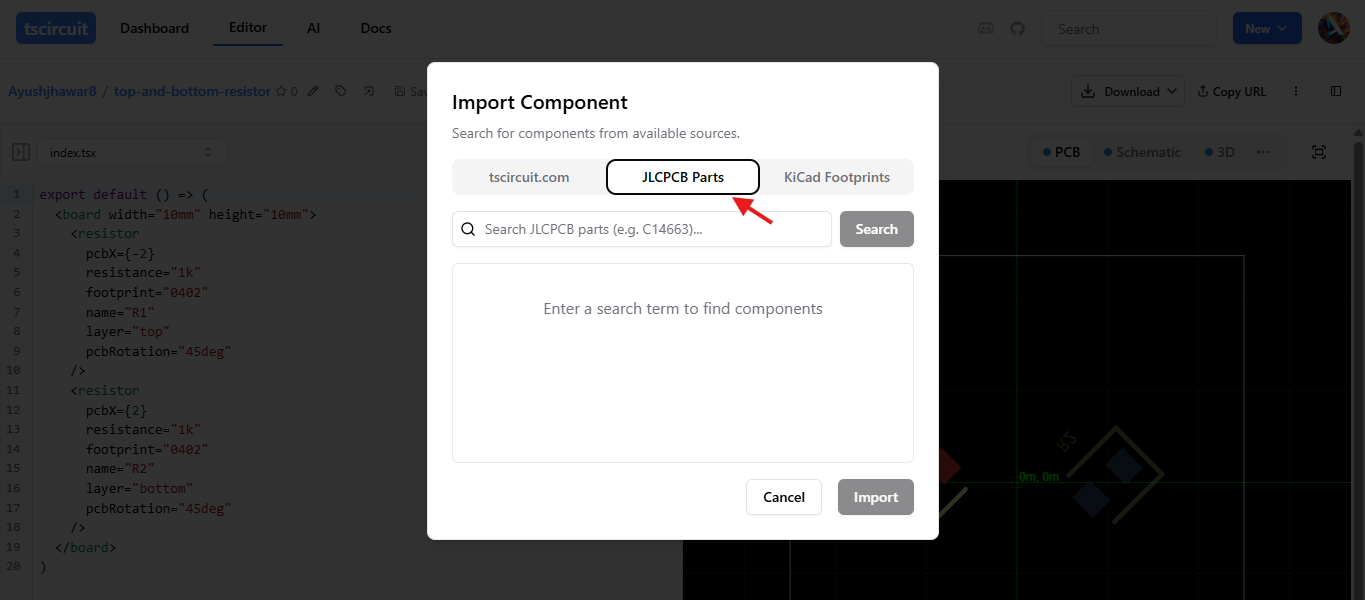 tscircuit Dashboard Editor AI Docs Search New
Ayushjhawar8 / top-and-bottom-resistor 0 Download Copy URL
index.tsx PCB Schematic 3D
Import Component
Search for components from available sources.
tscircuit.com JLCPCB Parts KiCad Footprints
Search JLCPCB parts (e.g. C14663)... Search
Enter a search term to find components
Cancel Import
1 export default () => (
2 <board width="10mm" height="10mm">
3 <resistor
4 pcbX={-2}
5 resistance="1k"
6 footprint="0402"
7 name="R1"
8 layer="top"
9 pcbRotation="45deg"
10 />
11 <resistor
12 pcbX={2}
13 resistance="1k"
14 footprint="0402"
15 name="R2"
16 layer="bottom"
17 pcbRotation="45deg"
18 />
19 </board>
20 )
R2
0m, 0m